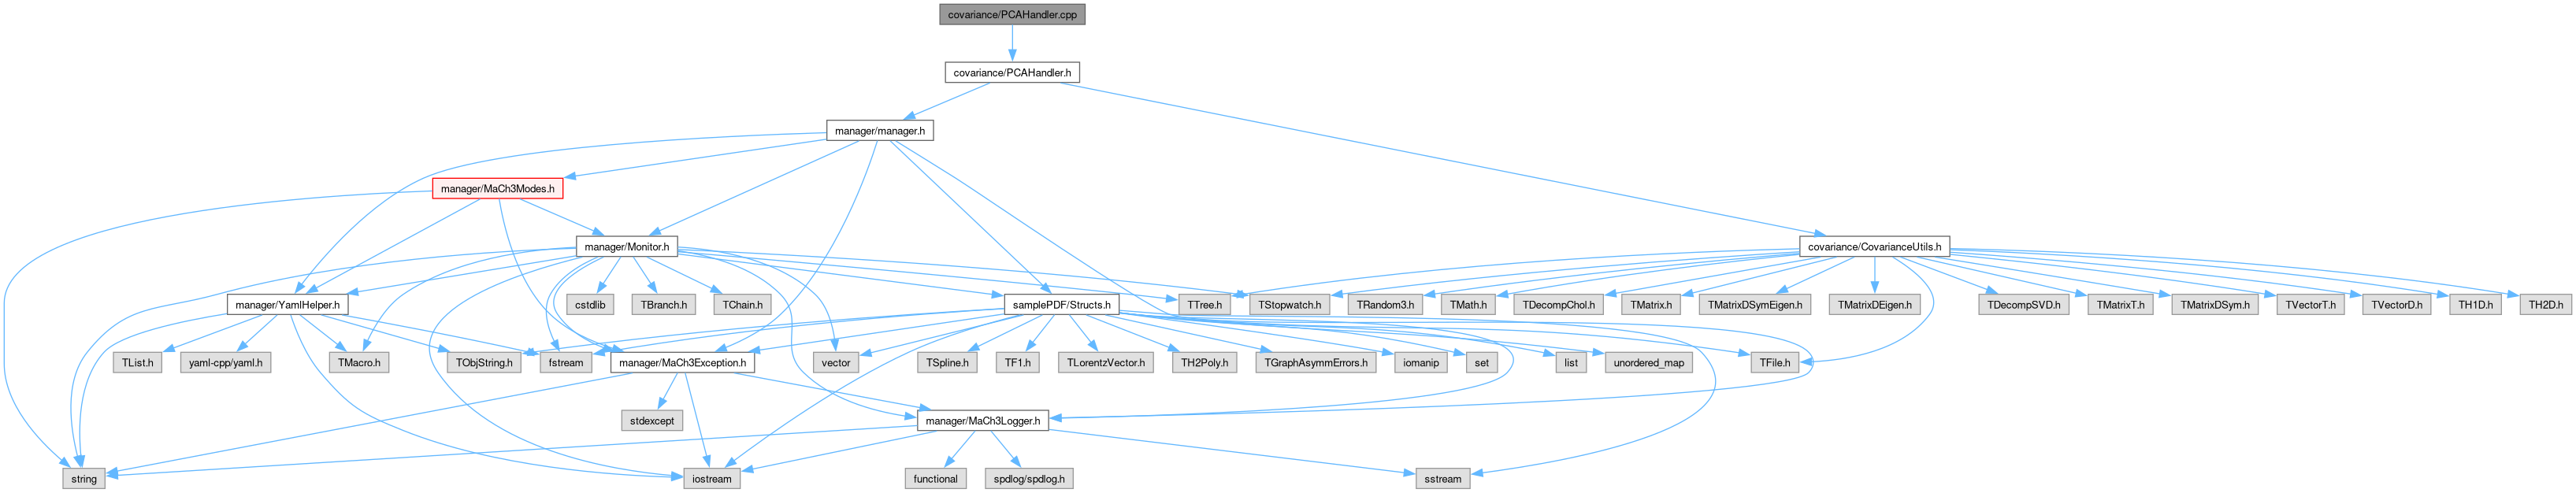 covariance/PCAHandler.cpp
covariance/PCAHandler.h
manager/manager.h
manager/MaCh3Modes.h
manager/Monitor.h
covariance/CovarianceUtils.h
manager/YamlHelper.h
cstdlib
TBranch.h
TChain.h
samplePDF/Structs.h
TTree.h
TStopwatch.h
TRandom3.h
TMath.h
TDecompChol.h
TMatrix.h
TMatrixDSymEigen.h
TMatrixDEigen.h
TDecompSVD.h
TMatrixT.h
TMatrixDSym.h
TVectorT.h
TVectorD.h
TH1D.h
TH2D.h
TList.h
yaml-cpp/yaml.h
TMacro.h
TObjString.h
fstream
manager/MaCh3Exception.h
vector
TSpline.h
TF1.h
TLorentzVector.h
TH2Poly.h
TGraphAsymmErrors.h
iomanip
set
list
unordered_map
TFile.h
stdexcept
manager/MaCh3Logger.h
string
iostream
functional
spdlog/spdlog.h
sstream